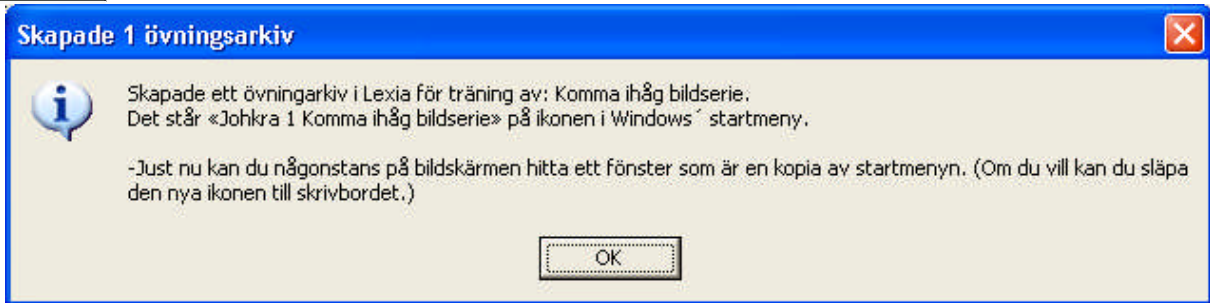 Skapade 1 övningsarkiv
Skapade ett övningarkiv i Lexia för träning av: Komma ihåg bildserie.
Det står «Johkra 1 Komma ihåg bildserie» på ikonen i Windows´ startmeny.
-Just nu kan du någonstans på bildskärmen hitta ett fönster som är en kopia av startmenyn. (Om du vill kan du släpa
den nya ikonen till skrivbordet.)
OK